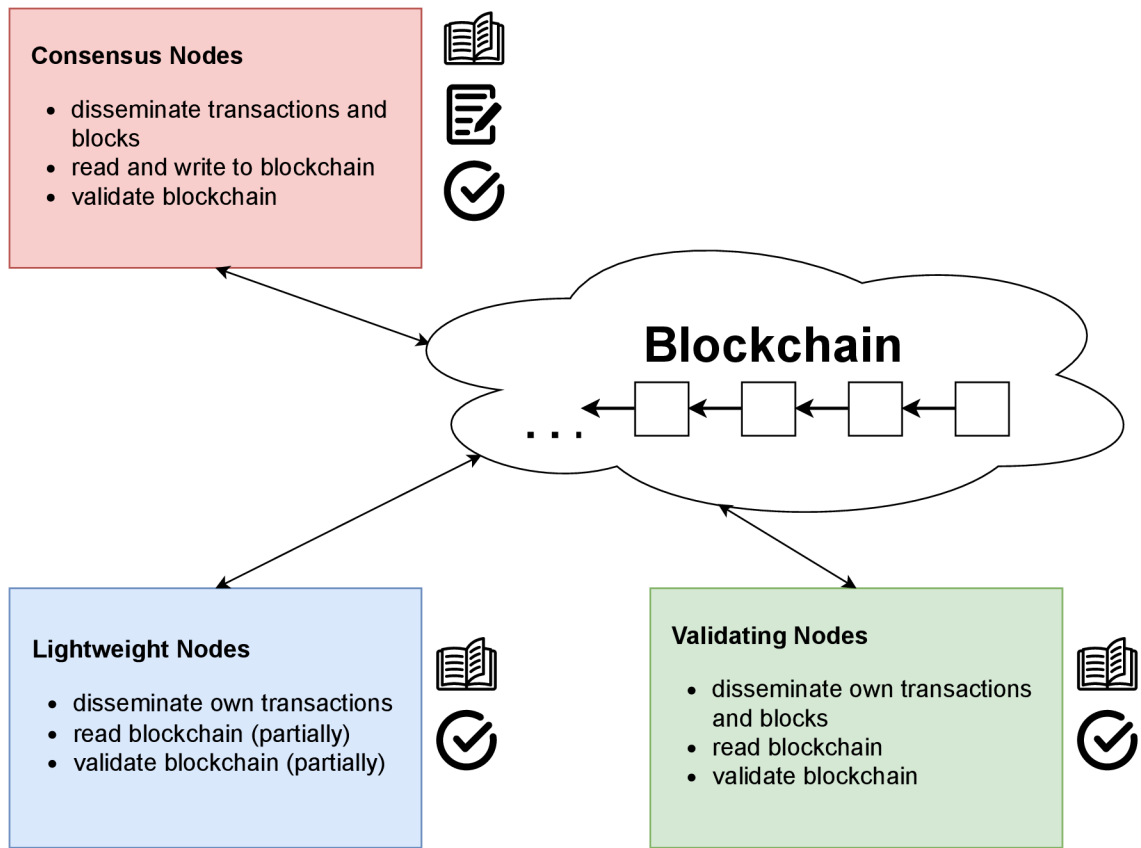 Consensus Nodes
• disseminate transactions and
blocks
• read and write to blockchain
• validate blockchain
Blockchain
...
Lightweight Nodes
• disseminate own transactions
• read blockchain (partially)
• validate blockchain (partially)
Validating Nodes
• disseminate own transactions
and blocks
• read blockchain
• validate blockchain